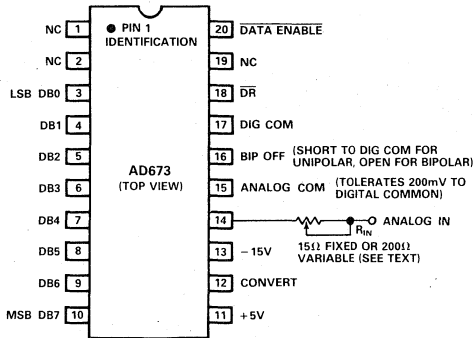 NC 1
PIN 1
IDENTIFICATION
20 DATA ENABLE
NC 2
19 NC
LSB DB0 3
18 DR
DB1 4
17 DIG COM
DB2 5
16 BIP OFF (SHORT TO DIG COM FOR
UNIPOLAR, OPEN FOR BIPOLAR)
AD673
(TOP VIEW)
DB3 6
15 ANALOG COM (TOLERATES 200mV TO
DIGITAL COMMON)
DB4 7
14
ANALOG IN
RIN
15Ω FIXED OR 200Ω
VARIABLE (SEE TEXT)
DB5 8
13 −15V
DB6 9
12 CONVERT
MSB DB7 10
11 +5V